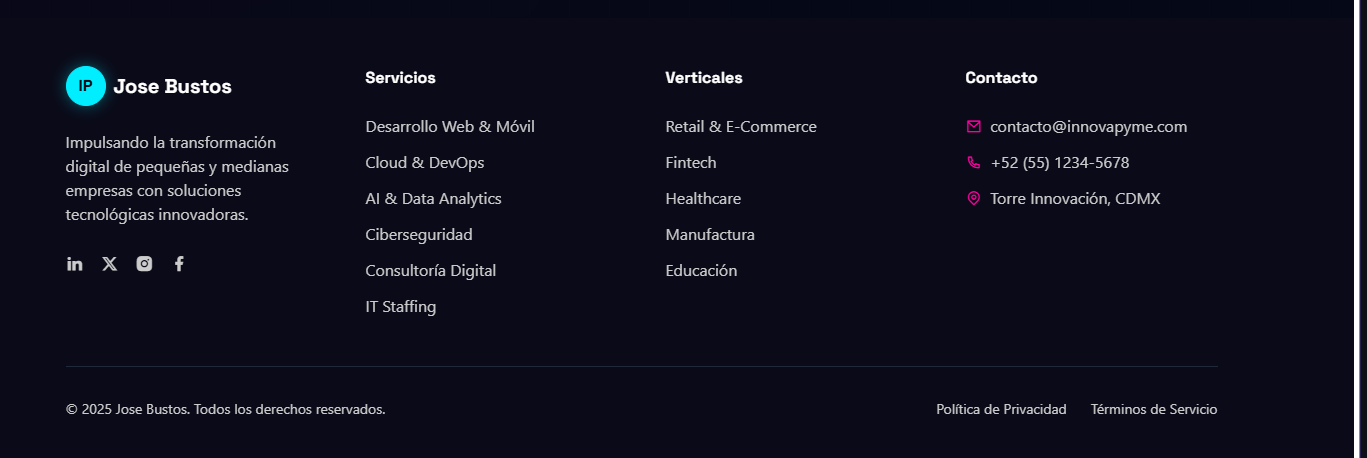 IP Jose Bustos
Impulsando la transformación
digital de pequeñas y medianas
empresas con soluciones
tecnológicas innovadoras.
Servicios
Desarrollo Web & Móvil
Cloud & DevOps
AI & Data Analytics
Ciberseguridad
Consultoría Digital
IT Staffing
Verticales
Retail & E-Commerce
Fintech
Healthcare
Manufactura
Educación
Contacto
contacto@innovapyme.com
+52 (55) 1234-5678
Torre Innovación, CDMX
© 2025 Jose Bustos. Todos los derechos reservados.
Política de Privacidad
Términos de Servicio